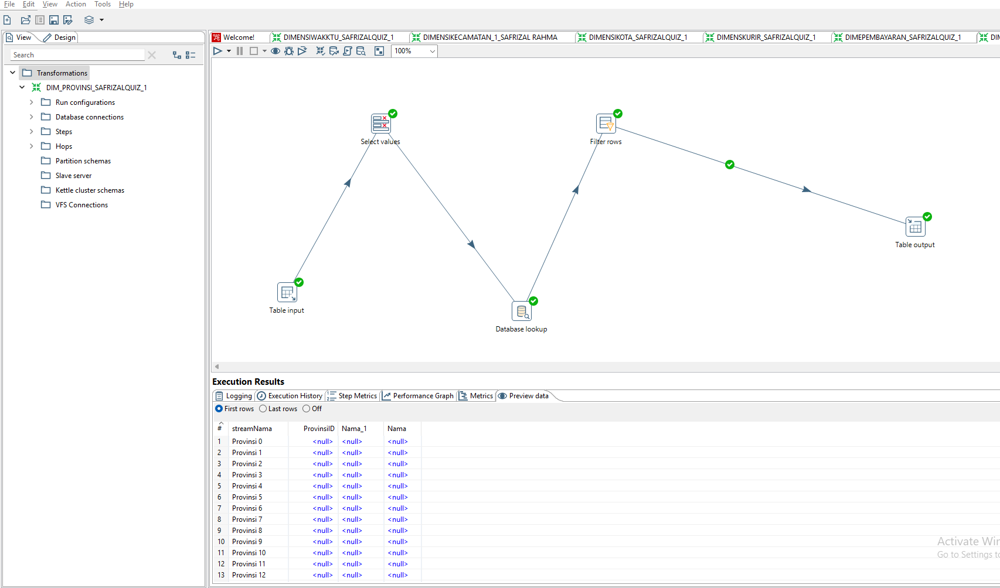 File Edit View Action Tools Help
View Design
Search
Transformations
DIM_PROVINSI_SAFRIZALQUIZ_1
Run configurations
Database connections
Steps
Hops
Partition schemas
Slave server
Kettle cluster schemas
VFS Connections
Welcome! DIMENSIWAKKTU_SAFRIZALQUIZ_1 DIMENSIKECAMATAN_1_SAFRIZAL RAHMA DIMENSIKOTA_SAFRIZALQUIZ_1 DIMENSKURIR_SAFRIZALQUIZ_1 DIMEPEMBAYARAN_SAFRIZALQUIZ_1 DIM
100%
Select values
Filter rows
Table output
Table input
Database lookup
Execution Results
Logging Execution History Step Metrics Performance Graph Metrics Preview data
First rows Last rows Off
# streamNama ProvinsiID Nama_1 Nama
1 Provinsi 0 <null> <null> <null>
2 Provinsi 1 <null> <null> <null>
3 Provinsi 2 <null> <null> <null>
4 Provinsi 3 <null> <null> <null>
5 Provinsi 4 <null> <null> <null>
6 Provinsi 5 <null> <null> <null>
7 Provinsi 6 <null> <null> <null>
8 Provinsi 7 <null> <null> <null>
9 Provinsi 8 <null> <null> <null>
10 Provinsi 9 <null> <null> <null>
11 Provinsi 10 <null> <null> <null>
12 Provinsi 11 <null> <null> <null>
13 Provinsi 12 <null> <null> <null>
Activate Win
Go to Settings to